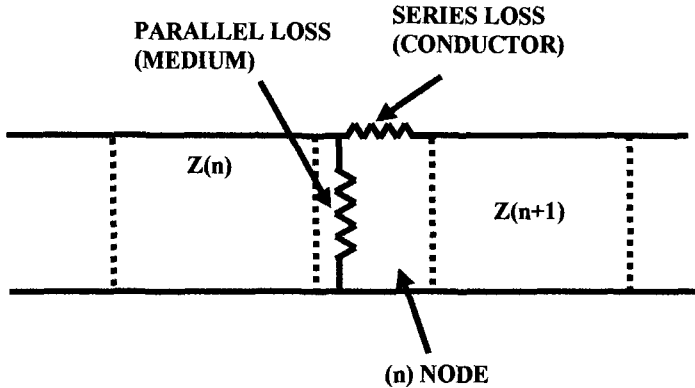 PARALLEL LOSS
(MEDIUM)
SERIES LOSS
(CONDUCTOR)
Z(n)
Z(n+1)
(n) NODE